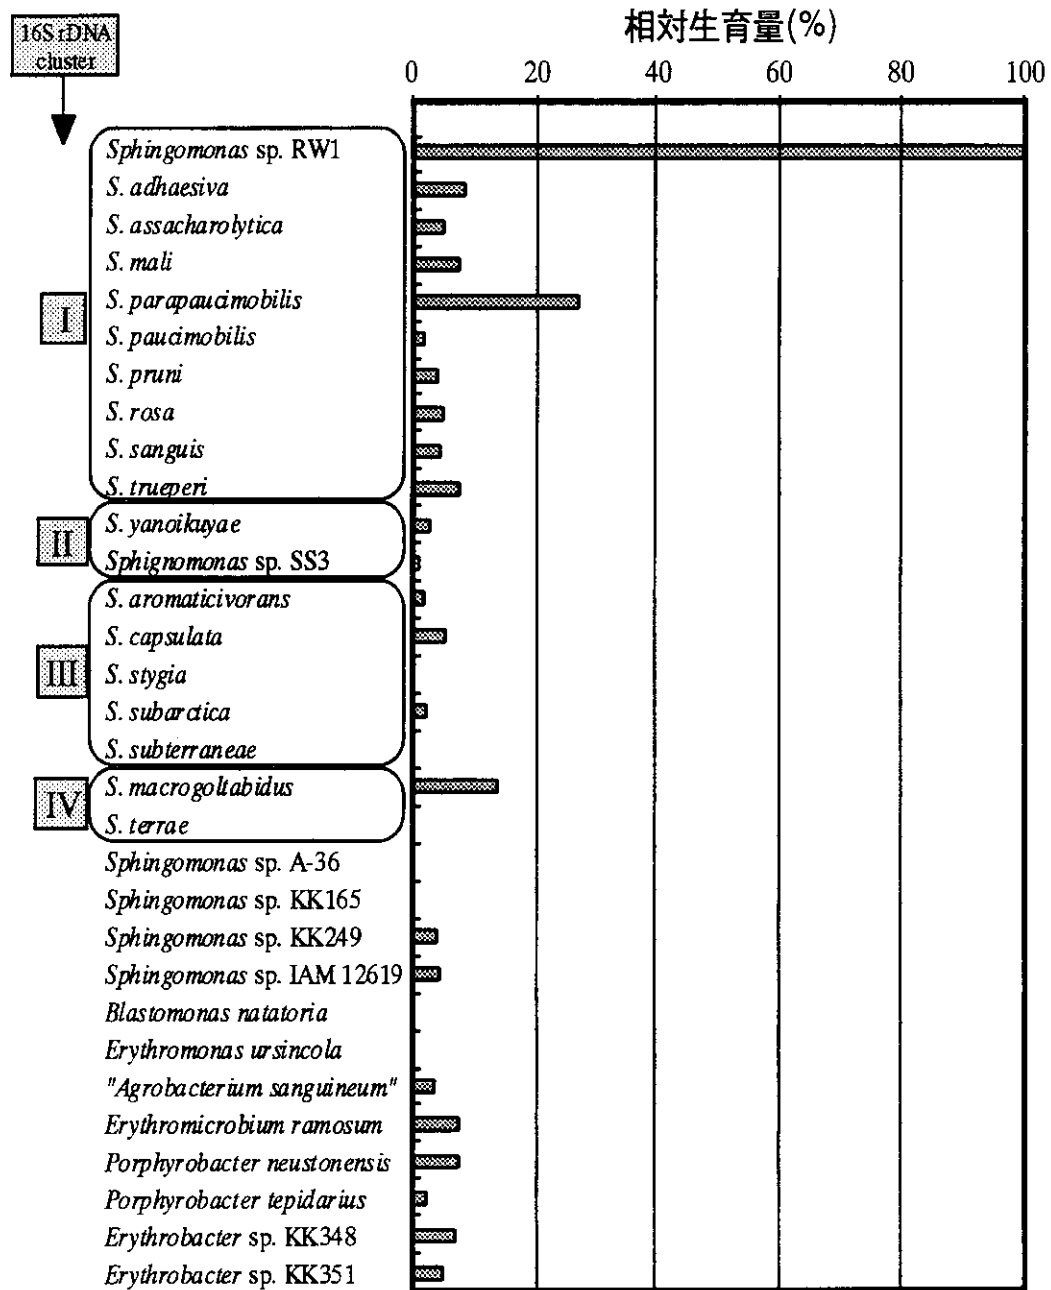 16S rDNA
cluster
相対生育量(%)
0 20 40 60 80 100
I
Sphingomonas sp. RW1
S. adhaesiva
S. assacharolytica
S. mali
S. parapaucimobilis
S. paucimobilis
S. pruni
S. rosa
S. sanguis
S. trueperi
II
S. yanoikuyae
Sphignomonas sp. SS3
III
S. aromaticivorans
S. capsulata
S. stygia
S. subarctica
S. subterraneae
IV
S. macrogoltabidus
S. terrae
Sphingomonas sp. A-36
Sphingomonas sp. KK165
Sphingomonas sp. KK249
Sphingomonas sp. IAM 12619
Blastomonas natatoria
Erythromonas ursincola
"Agrobacterium sanguineum"
Erythromicrobium ramosum
Porphyrobacter neustonensis
Porphyrobacter tepidarius
Erythrobacter sp. KK348
Erythrobacter sp. KK351